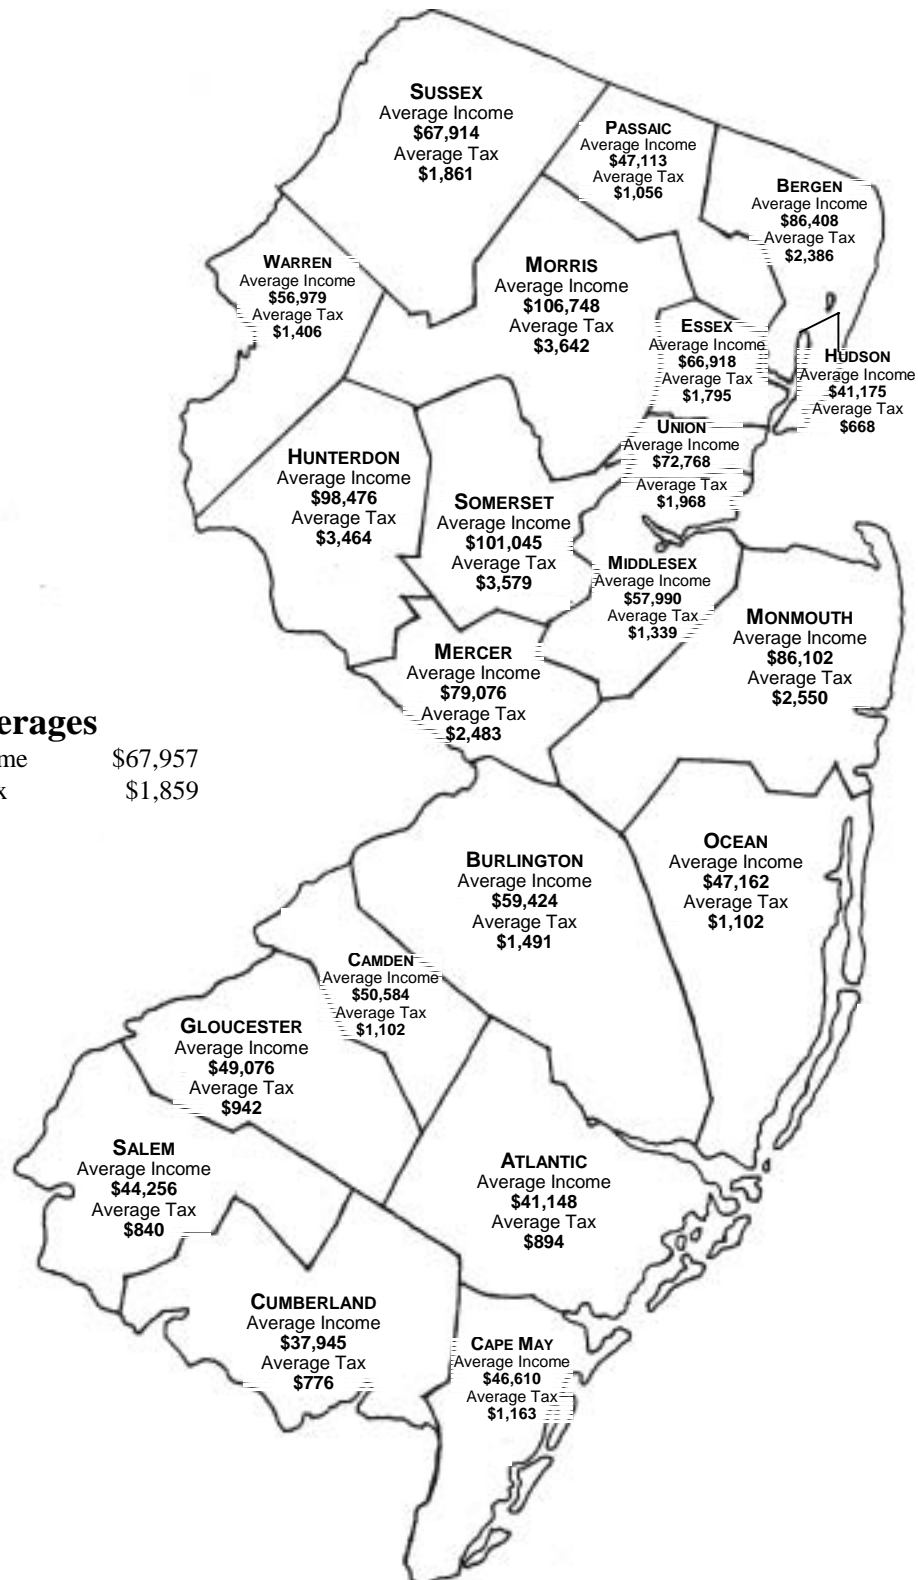 SUSSEX
Average Income
$67,914
Average Tax
$1,861
PASSAIC
Average Income
$47,113
Average Tax
$1,056
BERGEN
Average Income
$86,408
Average Tax
$2,386
WARREN
Average Income
$56,979
Average Tax
$1,406
MORRIS
Average Income
$106,748
Average Tax
$3,642
ESSEX
Average Income
$66,918
Average Tax
$1,795
HUDSON
Average Income
$41,175
Average Tax
$668
UNION
Average Income
$72,768
Average Tax
$1,968
HUNTERDON
Average Income
$98,476
Average Tax
$3,464
SOMERSET
Average Income
$101,045
Average Tax
$3,579
MIDDLESEX
Average Income
$57,990
Average Tax
$1,339
MONMOUTH
Average Income
$86,102
Average Tax
$2,550
MERCER
Average Income
$79,076
Average Tax
$2,483
erages
me $67,957
x $1,859
OCEAN
Average Income
$47,162
Average Tax
$1,102
BURLINGTON
Average Income
$59,424
Average Tax
$1,491
CAMDEN
Average Income
$50,584
Average Tax
$1,102
GLOUCESTER
Average Income
$49,076
Average Tax
$942
SALEM
Average Income
$44,256
Average Tax
$840
ATLANTIC
Average Income
$41,148
Average Tax
$894
CUMBERLAND
Average Income
$37,945
Average Tax
$776
CAPE MAY
Average Income
$46,610
Average Tax
$1,163